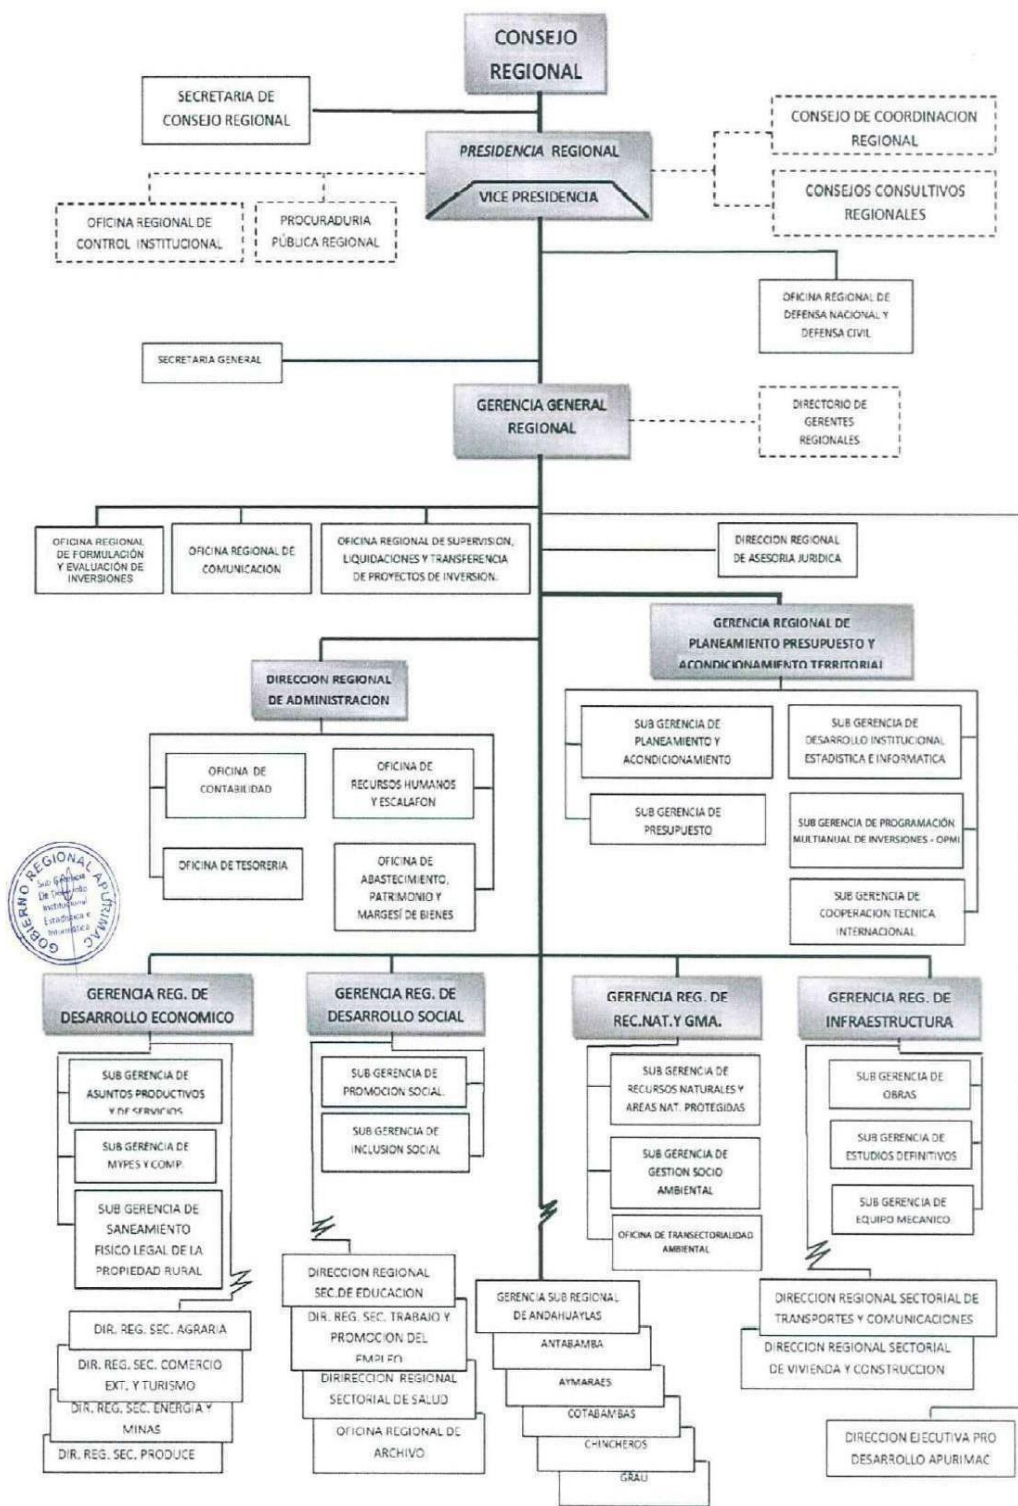 CONSEJO
REGIONAL
SECRETARIA DE
CONSEJO REGIONAL
CONSEJO DE COORDINACION
REGIONAL
PRESIDENCIA REGIONAL
VICE PRESIDENCIA
CONSEJOS CONSULTIVOS
REGIONALES
OFICINA REGIONAL DE
CONTROL INSTITUCIONAL
PROCURADURIA
PÚBLICA REGIONAL
OFICINA REGIONAL DE
DEFENSA NACIONAL Y
DEFENSA CIVIL
SECRETARIA GENERAL
GERENCIA GENERAL
REGIONAL
DIRECTORIO DE
GERENTES
REGIONALES
OFICINA REGIONAL
DE FORMULACIÓN
Y EVALUACIÓN DE
INVERSIONES
OFICINA REGIONAL DE
COMUNICACIÓN
OFICINA REGIONAL DE SUPERVISION,
LIQUIDACIONES Y TRANSFERENCIA
DE PROYECTOS DE INVERSION.
DIRECCION REGIONAL
DE ASESORIA JURIDICA
GERENCIA REGIONAL DE
PLANEAMIENTO PRESUPUESTO Y
ACONDICIONAMIENTO TERRITORIAL
DIRECCION REGIONAL
DE ADMINISTRACION
SUB GERENCIA DE
PLANEAMIENTO Y
ACONDICIONAMIENTO
SUB GERENCIA DE
DESARROLLO INSTITUCIONAL
ESTADISTICA E INFORMATICA
OFICINA DE
CONTABILIDAD
OFICINA DE
RECURSOS HUMANOS
Y ESCALAFON
SUB GERENCIA DE
PRESUPUESTO
SUB GERENCIA DE PROGRAMACIÓN
MULTIANUAL DE INVERSIONES - OPMI
OFICINA DE TESORERIA
OFICINA DE
ABASTECIMIENTO,
PATRIMONIO Y
MARGESÍ DE BIENES
SUB GERENCIA DE
COOPERACION TECNICA
INTERNACIONAL
GOBIERNO REGIONAL APURIMAC
Sub Gerencia
De Desarrollo
Institucional
Estadistica e
Informática
GERENCIA REG. DE
DESARROLLO ECONOMICO
GERENCIA REG. DE
DESARROLLO SOCIAL
GERENCIA REG. DE
REC.NAT.Y GMA.
GERENCIA REG. DE
INFRAESTRUCTURA
SUB GERENCIA DE
ASUNTOS PRODUCTIVOS
Y DE SERVICIOS
SUB GERENCIA DE
MYPES Y COMP.
SUB GERENCIA DE
SANEAMIENTO
FISICO LEGAL DE LA
PROPIEDAD RURAL
DIR. REG. SEC. AGRARIA
DIR. REG. SEC. COMERCIO
EXT. Y TURISMO
DIR. REG. SEC. ENERGIA Y
MINAS
DIR. REG. SEC. PRODUCE
SUB GERENCIA DE
PROMOCION SOCIAL.
SUB GERENCIA DE
INCLUSION SOCIAL
DIRECCION REGIONAL
SEC.DE EDUCACION
DIR. REG. SEC. TRABAJO Y
PROMOCION DEL
EMPLEO
DIRIRECCION REGIONAL
SECTORIAL DE SALUD
OFICINA REGIONAL DE
ARCHIVO
SUB GERENCIA DE
RECURSOS NATURALES Y
AREAS NAT. PROTEGIDAS
SUB GERENCIA DE
GESTION SOCIO
AMBIENTAL
OFICINA DE TRANSECTORIALIDAD
AMBIENTAL
GERENCIA SUB REGIONAL
DE ANDAHUAYLAS
ANTABAMBA
AYMARAES
COTABAMBAS
CHINCHEROS
GRAU
SUB GERENCIA DE
OBRAS
SUB GERENCIA DE
ESTUDIOS DEFINITIVOS
SUB GERENCIA DE
EQUIPO MECANICO
DIRECCION REGIONAL SECTORIAL DE
TRANSPORTES Y COMUNICACIONES
DIRECCION REGIONAL SECTORIAL
DE VIVIENDA Y CONSTRUCCION
DIRECCION EJECUTIVA PRO
DESARROLLO APURIMAC